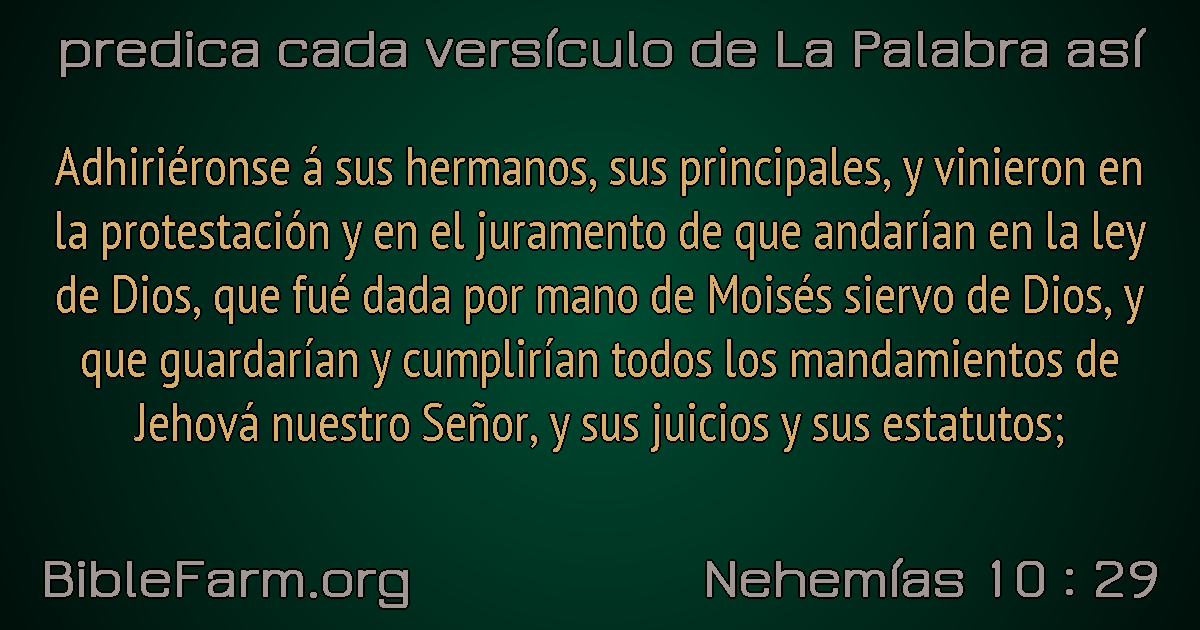 predica cada versículo de La Palabra así
Adhiriéronse á sus hermanos, sus principales, y vinieron en
la protestación y en el juramento de que andarían en la ley
de Dios, que fué dada por mano de Moisés siervo de Dios, y
que guardarían y cumplirían todos los mandamientos de
Jehová nuestro Señor, y sus juicios y sus estatutos;
BibleFarm.org
Nehemías 10 : 29